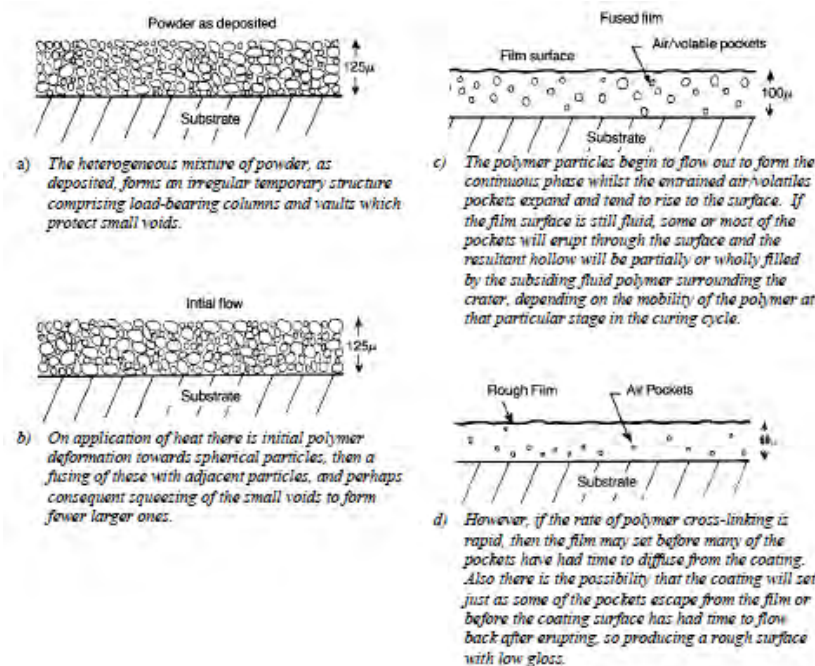 Powder as deposited
125µ
Substrate
a) The heterogeneous mixture of powder, as
deposited, forms an irregular temporary structure
comprising load-bearing columns and vaults which
protect small voids.
Initial flow
125µ
Substrate
b) On application of heat there is initial polymer
deformation towards spherical particles, then a
fusing of these with adjacent particles, and perhaps
consequent squeezing of the small voids to form
fewer larger ones.
Fused film
Air/volatile pockets
Film surface
100µ
Substrate
c) The polymer particles begin to flow out to form the
continuous phase whilst the entrained air/volatiles
pockets expand and tend to rise to the surface. If
the film surface is still fluid, some or most of the
pockets will erupt through the surface and the
resultant hollow will be partially or wholly filled
by the subsiding fluid polymer surrounding the
crater, depending on the mobility of the polymer at
that particular stage in the curing cycle.
Rough Film
Air Pockets
Substrate
d) However, if the rate of polymer cross-linking is
rapid, then the film may set before many of the
pockets have had time to diffuse from the coating.
Also there is the possibility that the coating will set
just as some of the pockets escape from the film or
before the coating surface has had time to flow
back after erupting, so producing a rough surface
with low gloss.